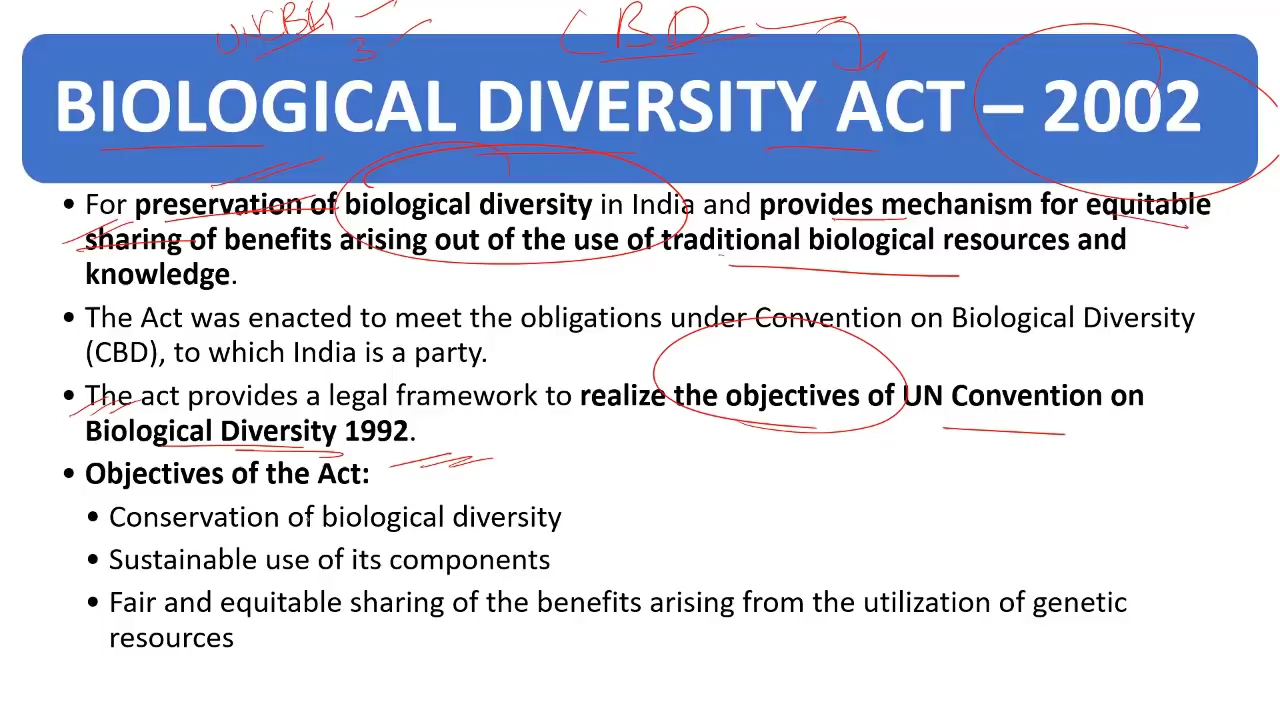 CBD
BIOLOGICAL DIVERSITY ACT – 2002
• For preservation of biological diversity in India and provides mechanism for equitable
sharing of benefits arising out of the use of traditional biological resources and
knowledge.
• The Act was enacted to meet the obligations under Convention on Biological Diversity
(CBD), to which India is a party.
• The act provides a legal framework to realize the objectives of UN Convention on
Biological Diversity 1992.
• Objectives of the Act:
• Conservation of biological diversity
• Sustainable use of its components
• Fair and equitable sharing of the benefits arising from the utilization of genetic
resources